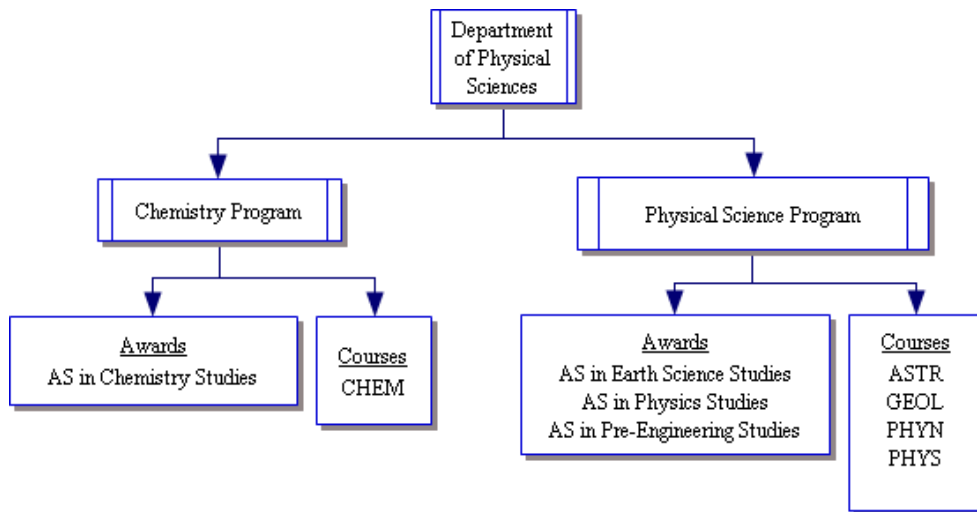 Department
of Physical
Sciences
Chemistry Program
Physical Science Program
Awards
AS in Chemistry Studies
Courses
CHEM
Awards
AS in Earth Science Studies
AS in Physics Studies
AS in Pre-Engineering Studies
Courses
ASTR
GEOL
PHYN
PHYS